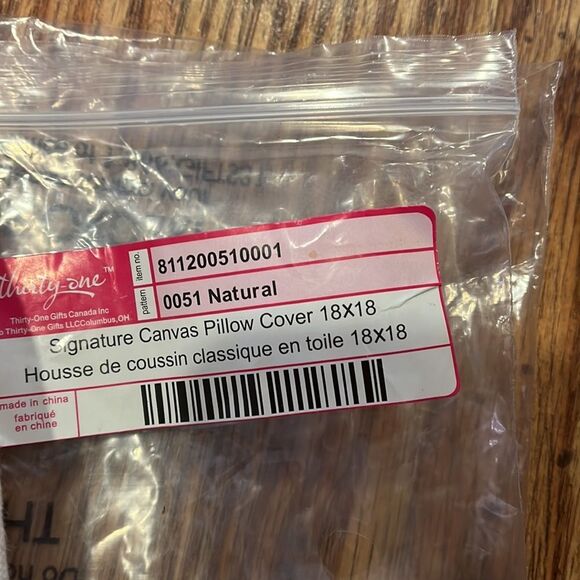 thirty-one™
Thirty-One Gifts Canada Inc
Thirty-One Gifts LLC Columbus, OH
item no.
811200510001
pattern
0051 Natural
Signature Canvas Pillow Cover 18X18
Housse de coussin classique en toile 18X18
made in china
fabriqué
en chine